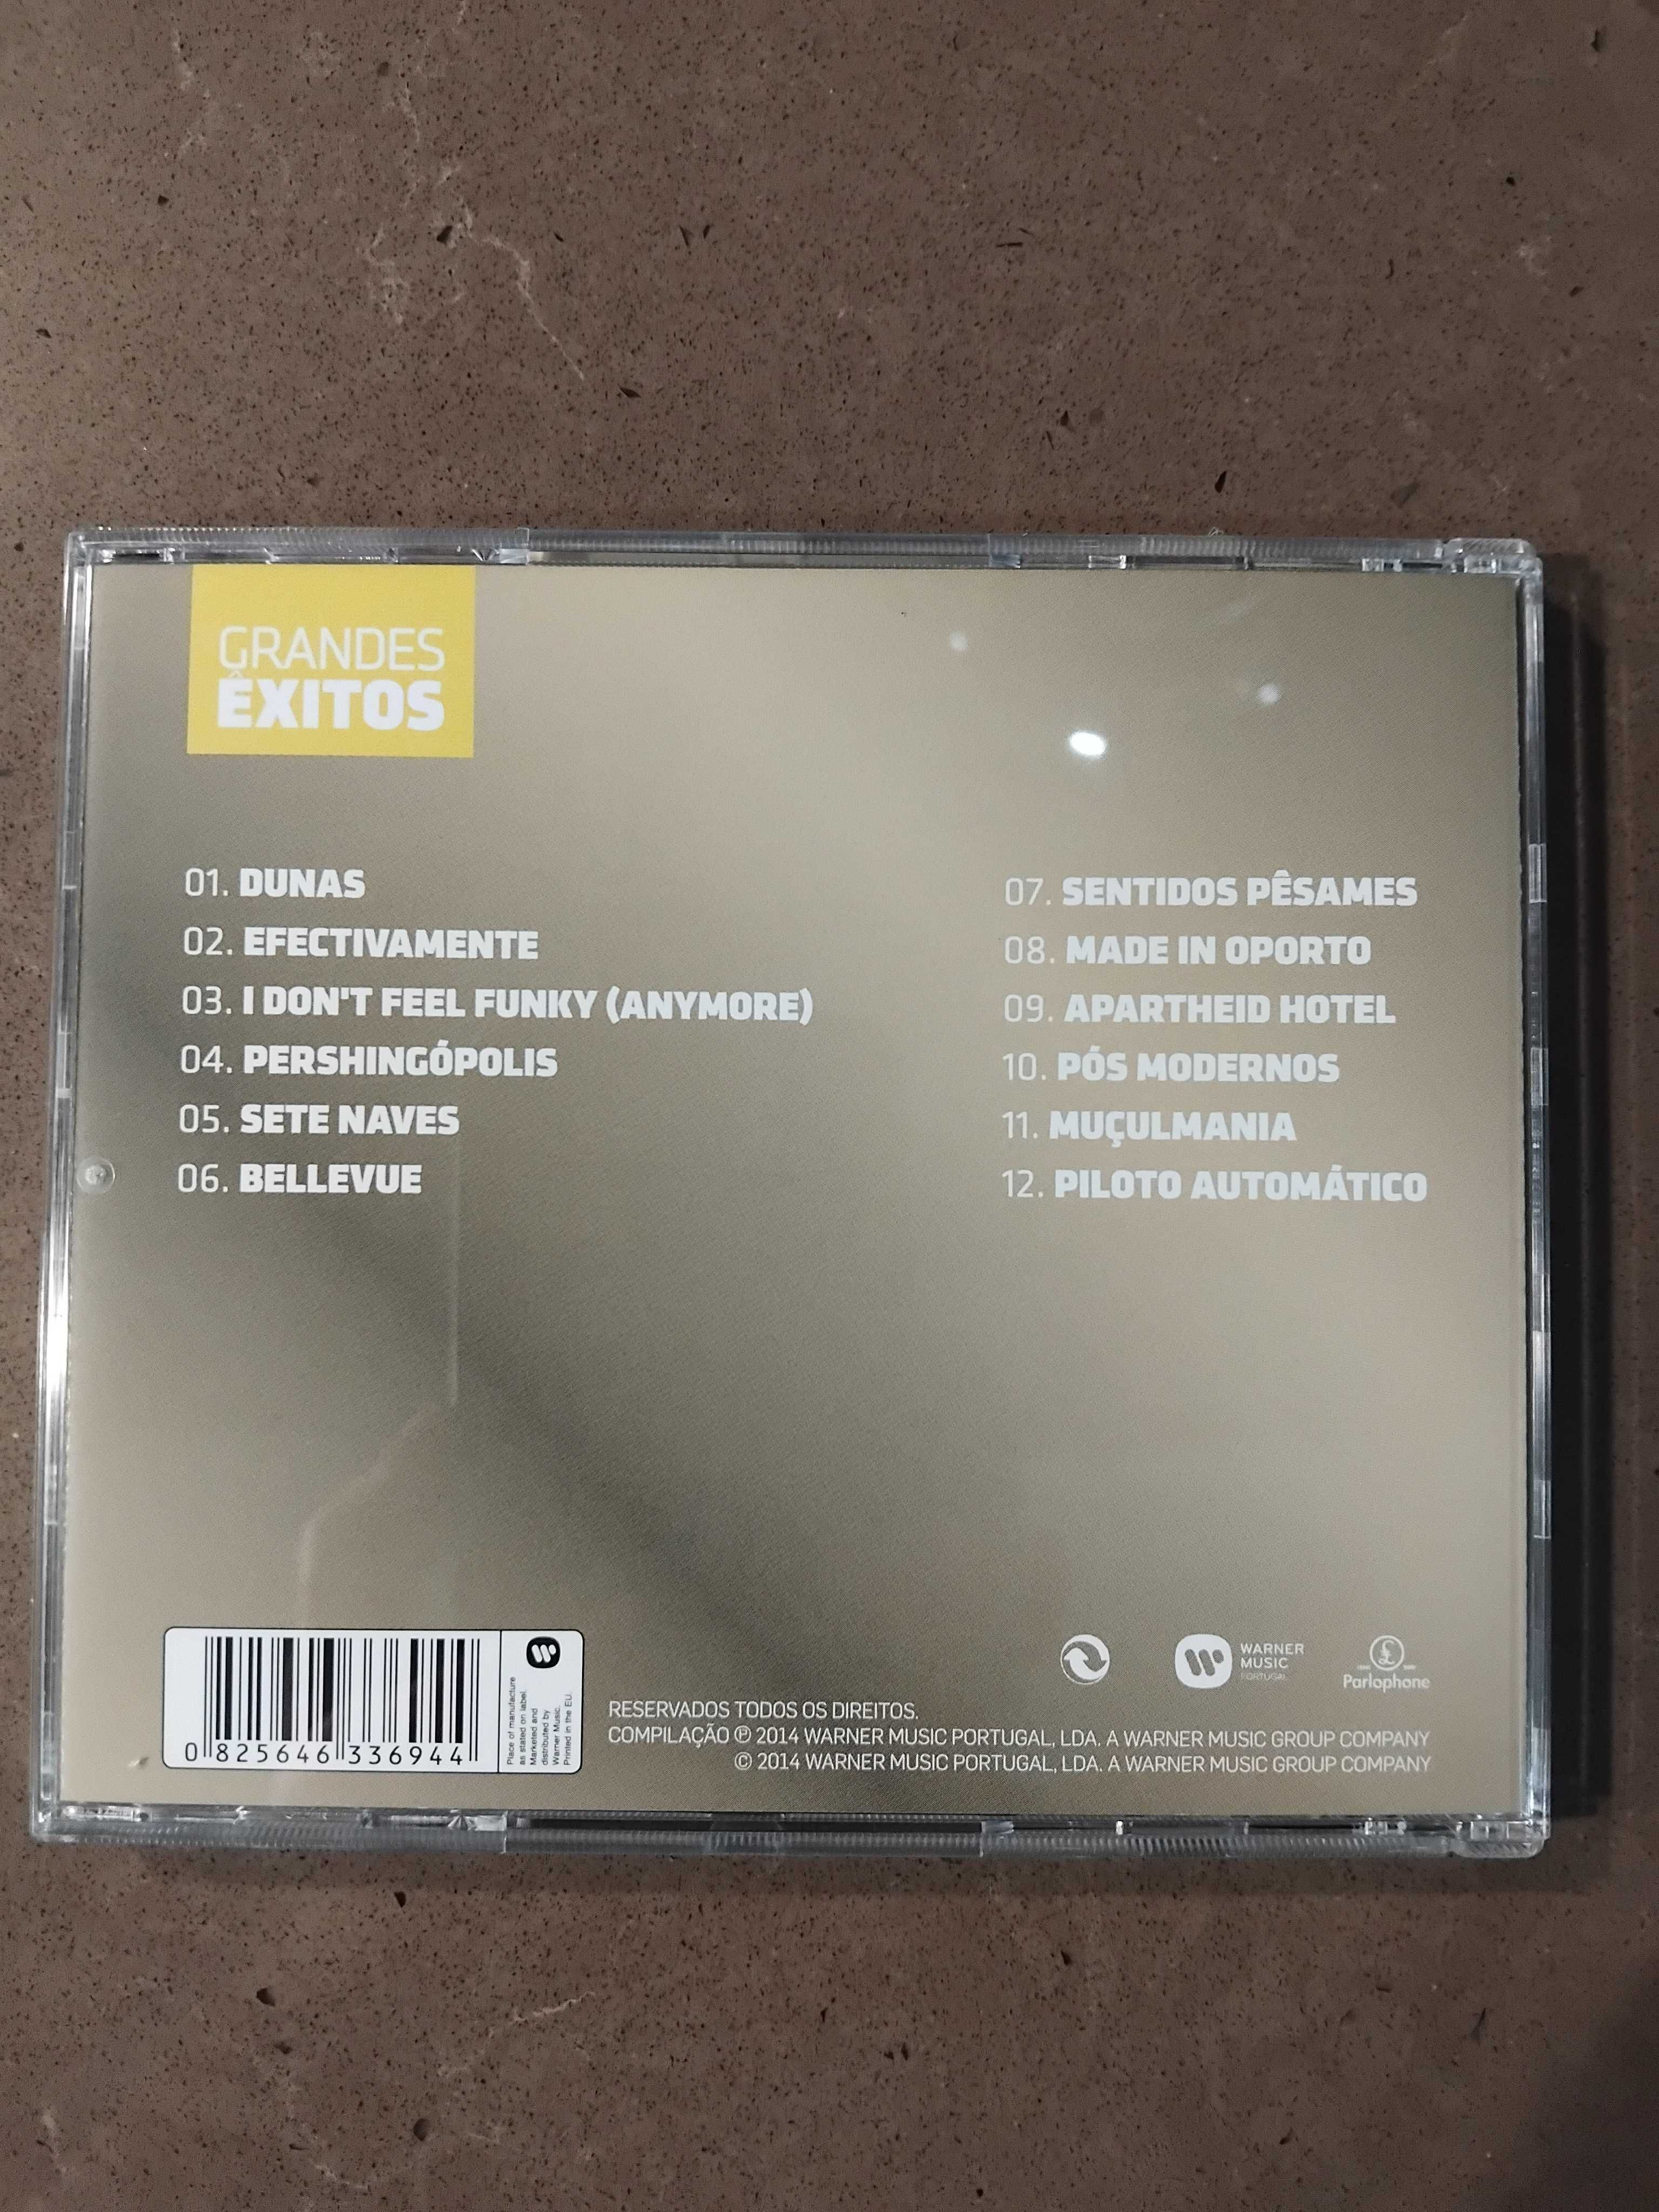 GRANDES
ÊXITOS
01. DUNAS
02. EFECTIVAMENTE
03. I DON'T FEEL FUNKY (ANYMORE)
04. PERSHINGÓPOLIS
05. SETE NAVES
06. BELLEVUE
07. SENTIDOS PÊSAMES
08. MADE IN OPORTO
09. APARTHEID HOTEL
10. PÓS MODERNOS
11. MUÇULMANIA
12. PILOTO AUTOMÁTICO
0 825646 336944
Place of manufacture
as stated on label.
Marketed and
distributed by
Warner Music.
Printed in the EU.
WARNER
MUSIC
PORTUGAL
£
Parlophone
RESERVADOS TODOS OS DIREITOS.
COMPILAÇÃO ℗ 2014 WARNER MUSIC PORTUGAL, LDA. A WARNER MUSIC GROUP COMPANY
© 2014 WARNER MUSIC PORTUGAL, LDA. A WARNER MUSIC GROUP COMPANY